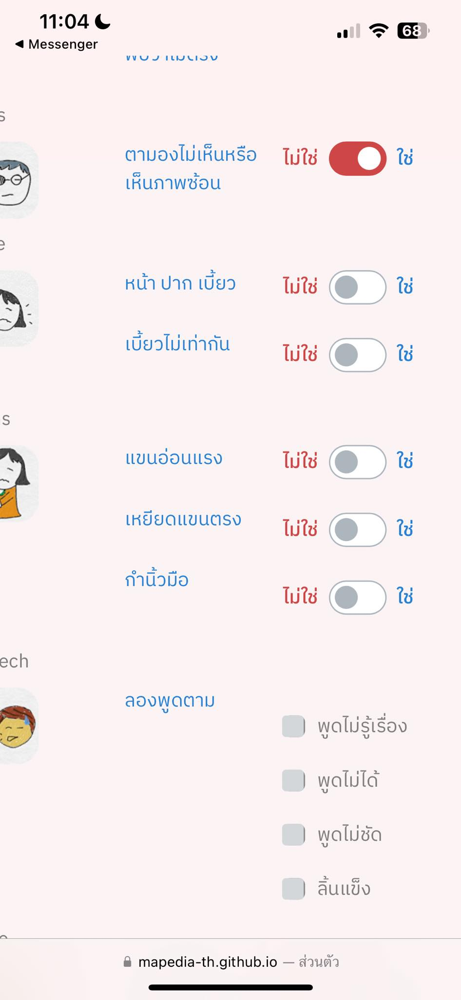 11:04
68
Messenger
s
ตามองไม่เห็นหรือ
เห็นภาพซ้อน
ไม่ใช่ ใช่
e
หน้า ปาก เบี้ยว
ไม่ใช่ ใช่
เบี้ยวไม่เท่ากัน
ไม่ใช่ ใช่
s
แขนอ่อนแรง
ไม่ใช่ ใช่
เหยียดแขนตรง
ไม่ใช่ ใช่
กำนิ้วมือ
ไม่ใช่ ใช่
ech
ลองพูดตาม
พูดไม่รู้เรื่อง
พูดไม่ได้
พูดไม่ชัด
ลิ้นแข็ง
mapedia-th.github.io — ส่วนตัว